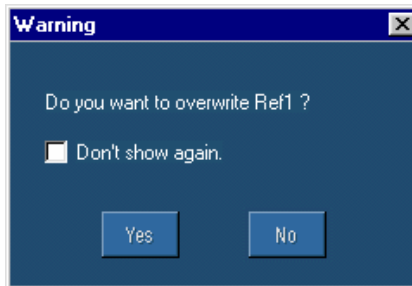 Warning
Do you want to overwrite Ref1 ?
Don't show again.
Yes No